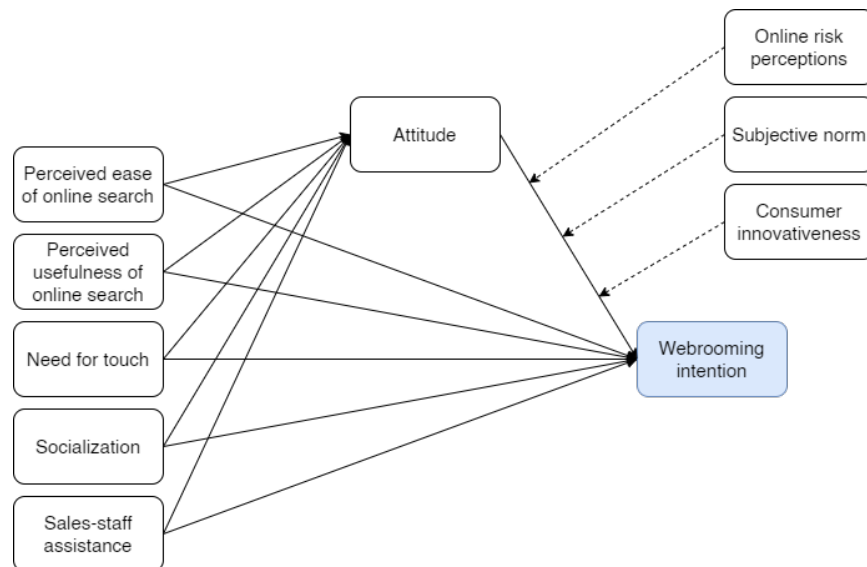 Online risk
perceptions
Attitude
Subjective norm
Perceived ease
of online search
Consumer
innovativeness
Perceived
usefulness of
online search
Need for touch
Webrooming
intention
Socialization
Sales-staff
assistance